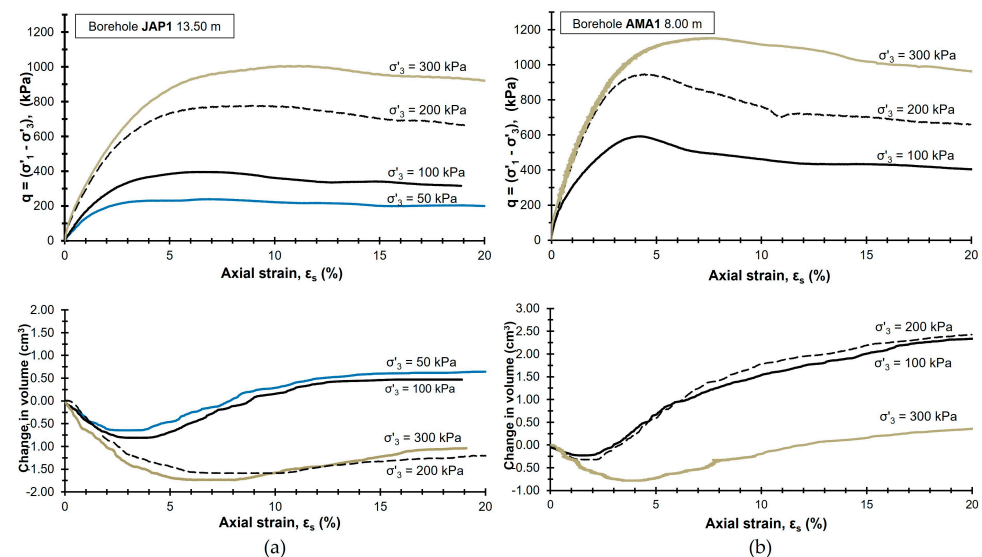 (a)
Borehole JAP1 13.50 m
q = (σ'1 - σ'3), (kPa)
1200
1000
800
600
400
200
0
σ'3 = 300 kPa
σ'3 = 200 kPa
σ'3 = 100 kPa
σ'3 = 50 kPa
0 5 10 15 20
Axial strain, εs (%)
(b)
Borehole AMA1 8.00 m
q = (σ'1 - σ'3), (kPa)
1200
1000
800
600
400
200
0
σ'3 = 300 kPa
σ'3 = 200 kPa
σ'3 = 100 kPa
0 5 10 15 20
Axial strain, εs (%)
Change in volume (cm3)
2.00
1.50
1.00
0.50
0.00
-0.50
-1.00
-1.50
-2.00
σ'3 = 50 kPa
σ'3 = 100 kPa
σ'3 = 300 kPa
σ'3 = 200 kPa
0 5 10 15 20
Axial strain, εs (%)
(a)
Change in volume (cm3)
3.00
2.50
2.00
1.50
1.00
0.50
0.00
-0.50
-1.00
σ'3 = 200 kPa
σ'3 = 100 kPa
σ'3 = 300 kPa
0 5 10 15 20
Axial strain, εs (%)
(b)